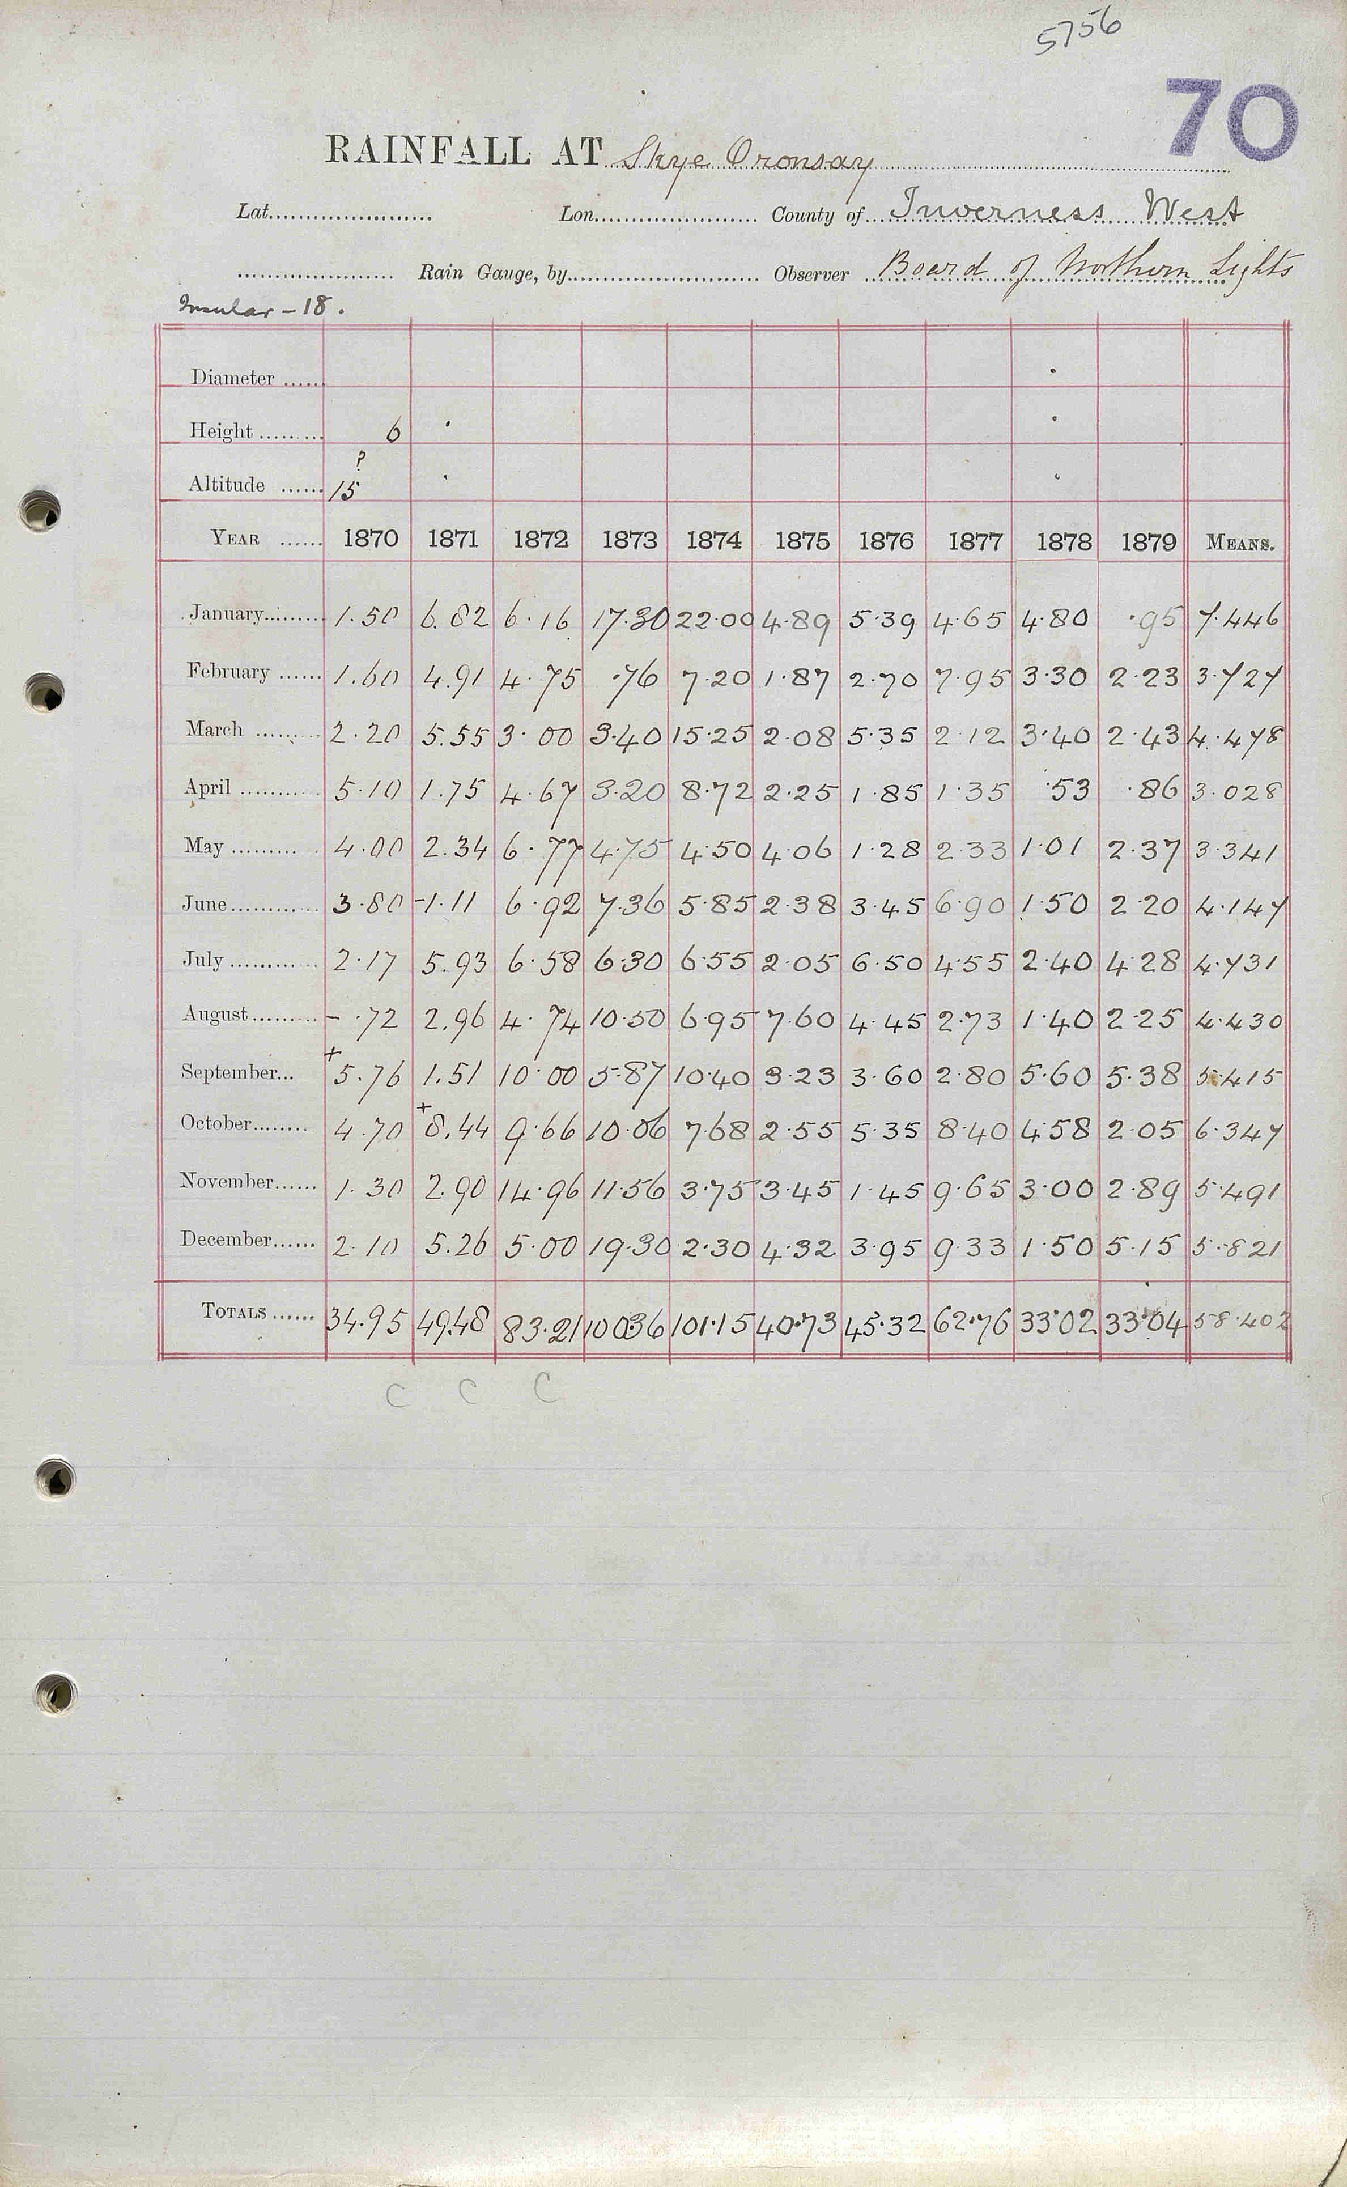 5756
70
RAINFALL AT Skye Oronsay
Lat. Lon. County of Inverness West
Rain Gauge, by Observer Board of Northern Lights
Insular - 18.
Diameter
Height 6
?
Altitude 15
YEAR 1870 1871 1872 1873 1874 1875 1876 1877 1878 1879 MEANS.
January 1.50 6.82 6.16 17.30 22.00 4.89 5.39 4.65 4.80 .95 7.446
February 1.60 4.91 4.75 .76 7.20 1.87 2.70 7.95 3.30 2.23 3.727
March 2.20 5.55 3.00 3.40 15.25 2.08 5.35 2.12 3.40 2.43 4.478
April 5.10 1.75 4.67 3.20 8.72 2.25 1.85 1.35 .53 .86 3.028
May 4.00 2.34 6.77 4.75 4.50 4.06 1.28 2.33 1.01 2.37 3.341
June 3.80 -1.11 6.92 7.36 5.85 2.38 3.45 6.90 1.50 2.20 4.147
July 2.17 5.93 6.58 6.30 6.55 2.05 6.50 4.55 2.40 4.28 4.731
August - .72 2.96 4.74 10.50 6.95 7.60 4.45 2.73 1.40 2.25 4.430
September... +5.76 1.51 10.00 5.87 10.40 3.23 3.60 2.80 5.60 5.38 5.415
October 4.70 +8.44 9.66 10.06 7.68 2.55 5.35 8.40 4.58 2.05 6.347
November 1.30 2.90 14.96 11.56 3.75 3.45 1.45 9.65 3.00 2.89 5.491
December 2.10 5.26 5.00 19.30 2.30 4.32 3.95 9.33 1.50 5.15 5.821
TOTALS 34.95 49.48 83.21 100.36 101.15 40.73 45.32 62.76 33.02 33.04 58.402
C C C